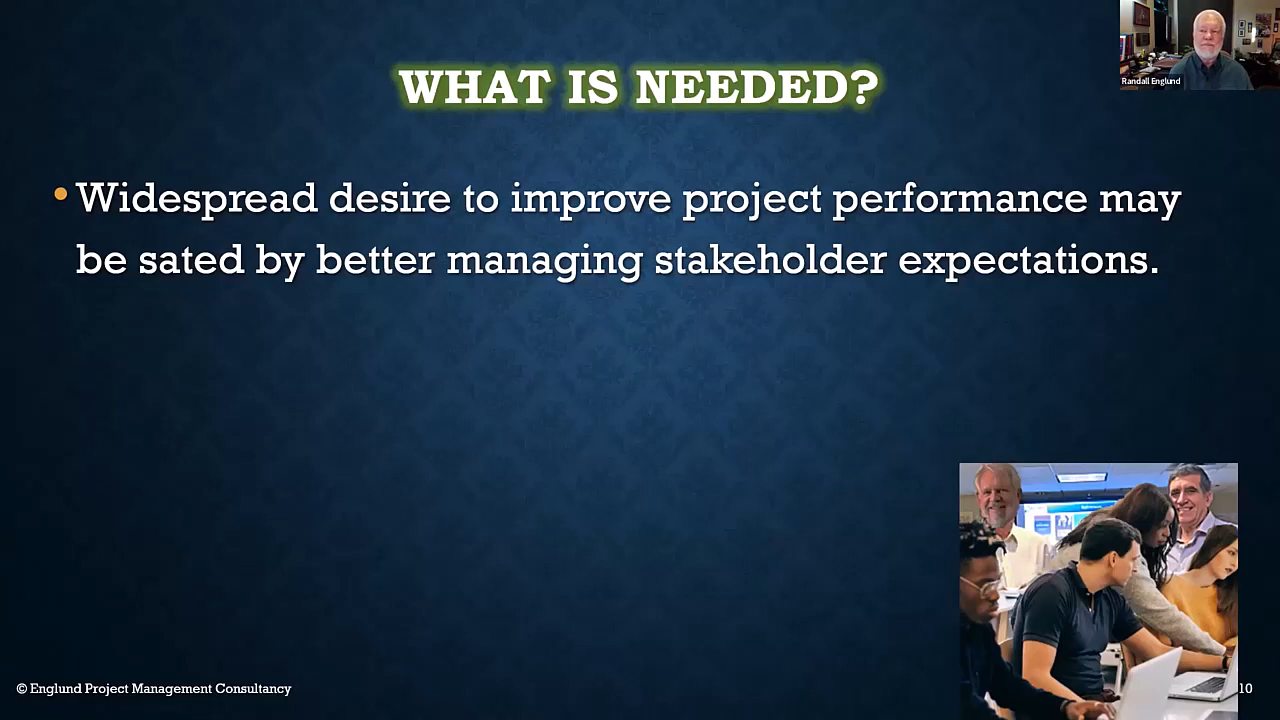 Randall Englund
WHAT IS NEEDED?
• Widespread desire to improve project performance may
be sated by better managing stakeholder expectations.
© Englund Project Management Consultancy
10